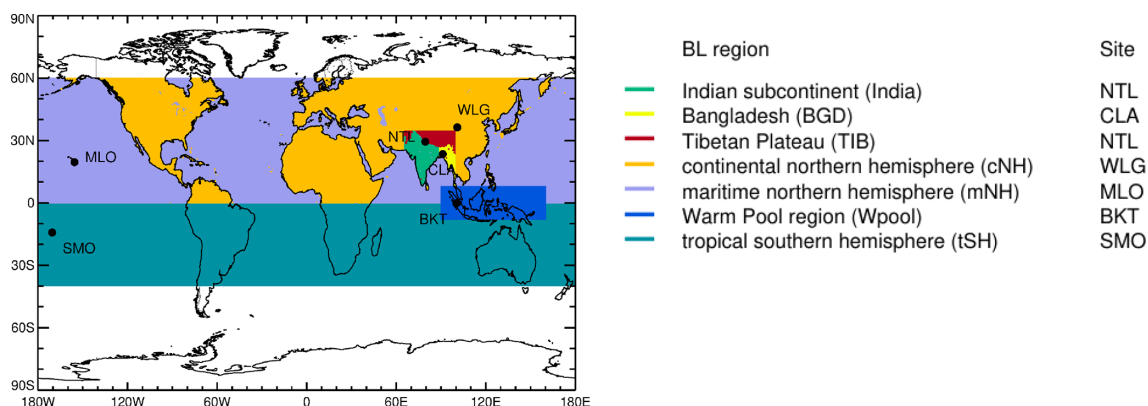 90N
60N
30N
0
30S
60S
90S
180W 120W 60W 0 60E 120E 180E
MLO
SMO
NTL
WLG
CLA
BKT
BL region Site
Indian subcontinent (India) NTL
Bangladesh (BGD) CLA
Tibetan Plateau (TIB) NTL
continental northern hemisphere (cNH) WLG
maritime northern hemisphere (mNH) MLO
Warm Pool region (Wpool) BKT
tropical southern hemisphere (tSH) SMO